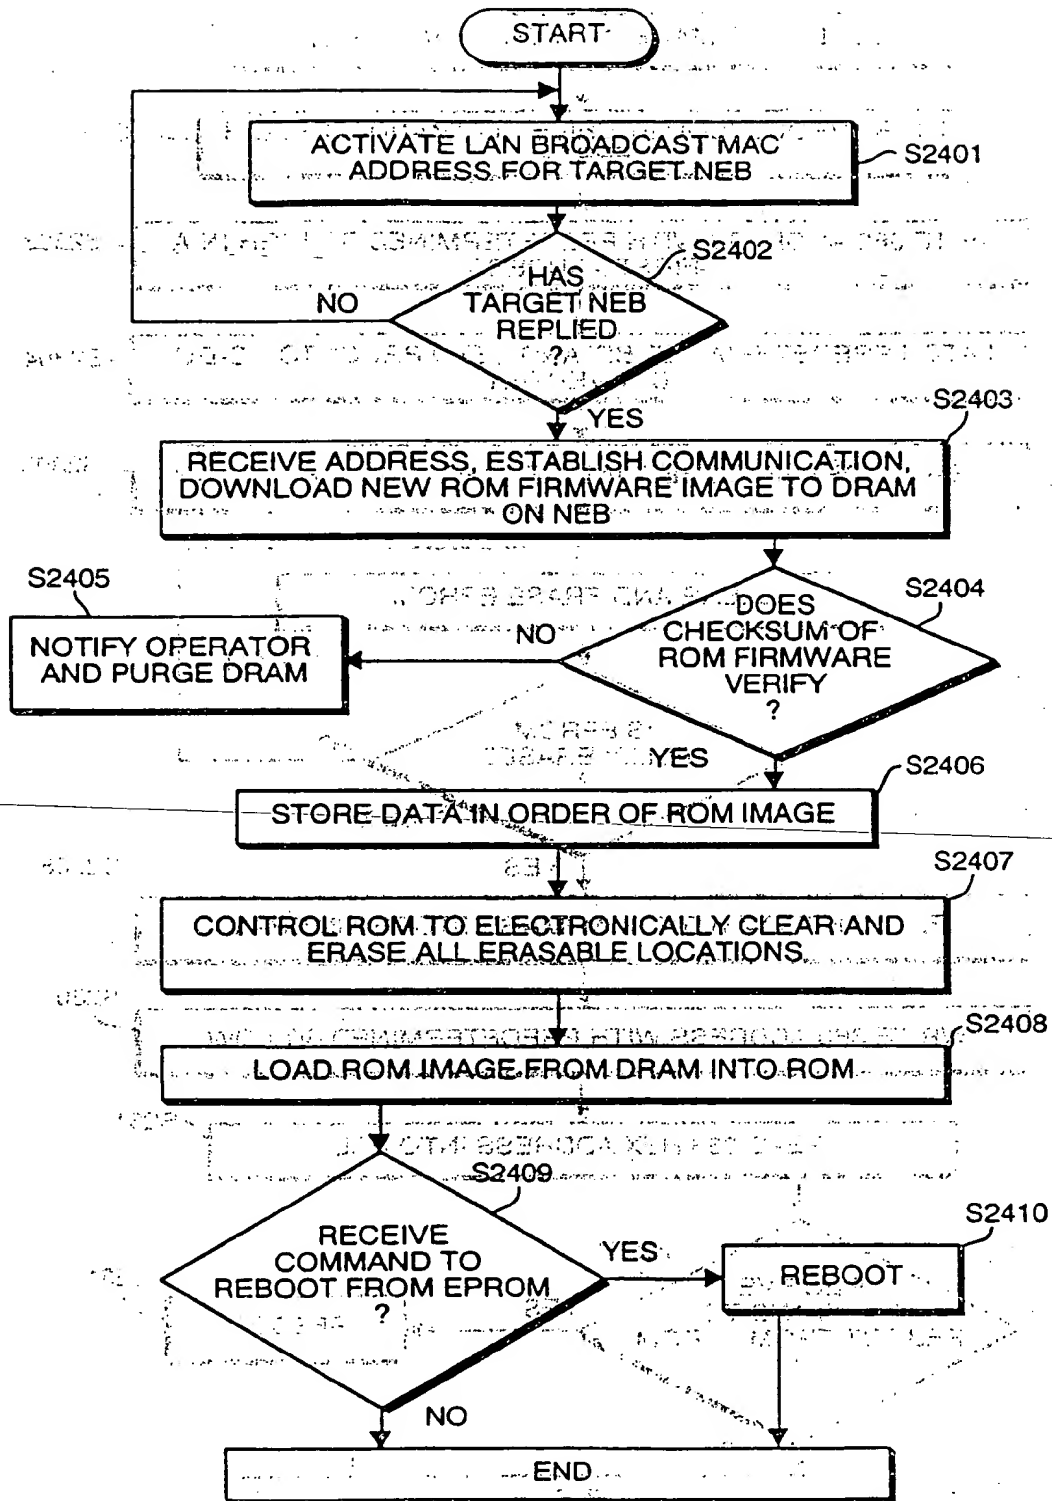 START
ACTIVATE LAN BROADCAST MAC
ADDRESS FOR TARGET NEB
S2401
S2402
HAS
TARGET NEB
REPLIED
?
NO
YES
S2403
RECEIVE ADDRESS, ESTABLISH COMMUNICATION,
DOWNLOAD NEW ROM FIRMWARE IMAGE TO DRAM
ON NEB
S2405
NOTIFY OPERATOR
AND PURGE DRAM
NO
S2404
DOES
CHECKSUM OF
ROM FIRMWARE
VERIFY
?
YES
S2406
STORE DATA IN ORDER OF ROM IMAGE
S2407
CONTROL ROM TO ELECTRONICALLY CLEAR AND
ERASE ALL ERASABLE LOCATIONS
S2408
LOAD ROM IMAGE FROM DRAM INTO ROM
S2409
RECEIVE
COMMAND TO
REBOOT FROM EPROM
?
YES
S2410
REBOOT
NO
END